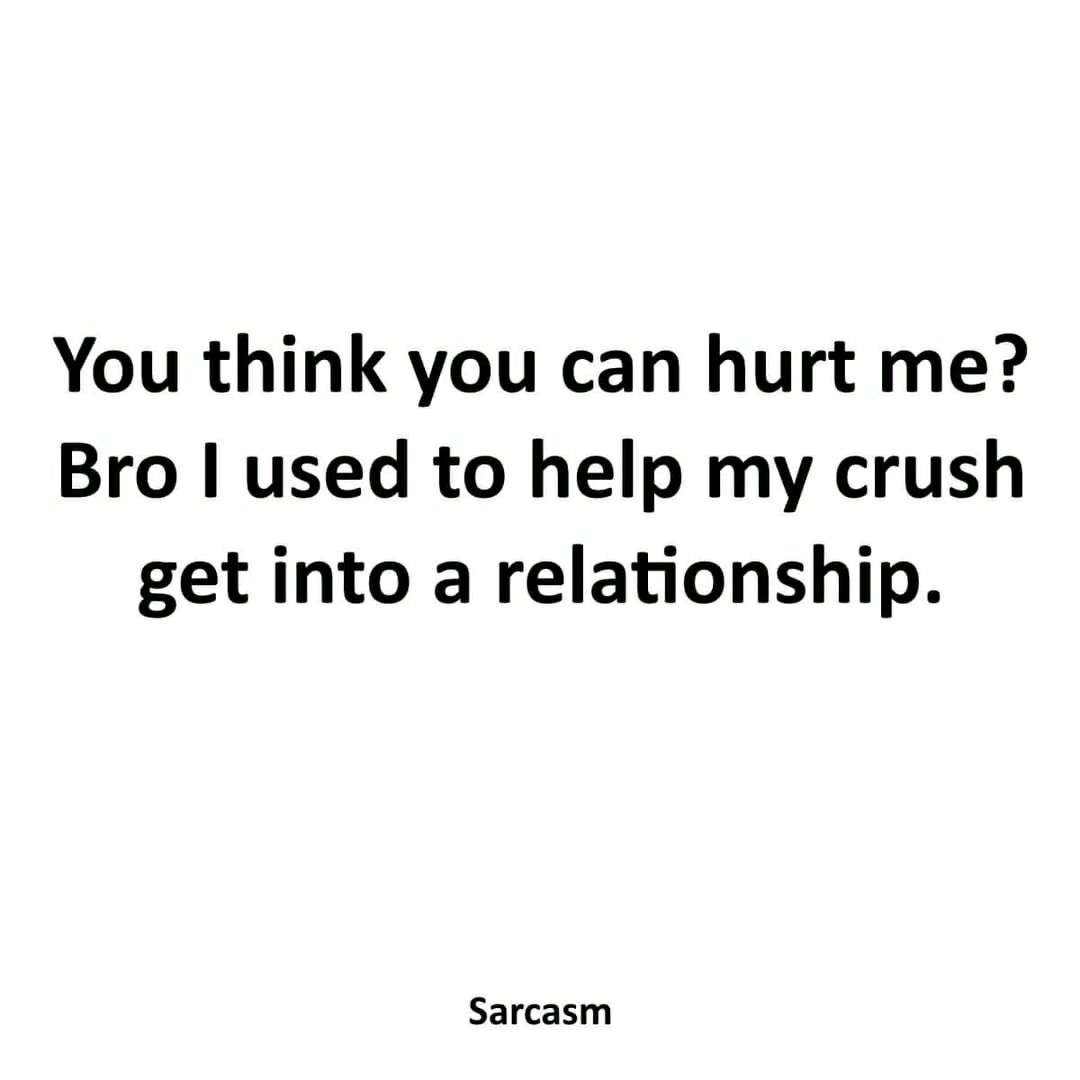 You think you can hurt me?
Bro I used to help my crush
get into a relationship.
Sarcasm